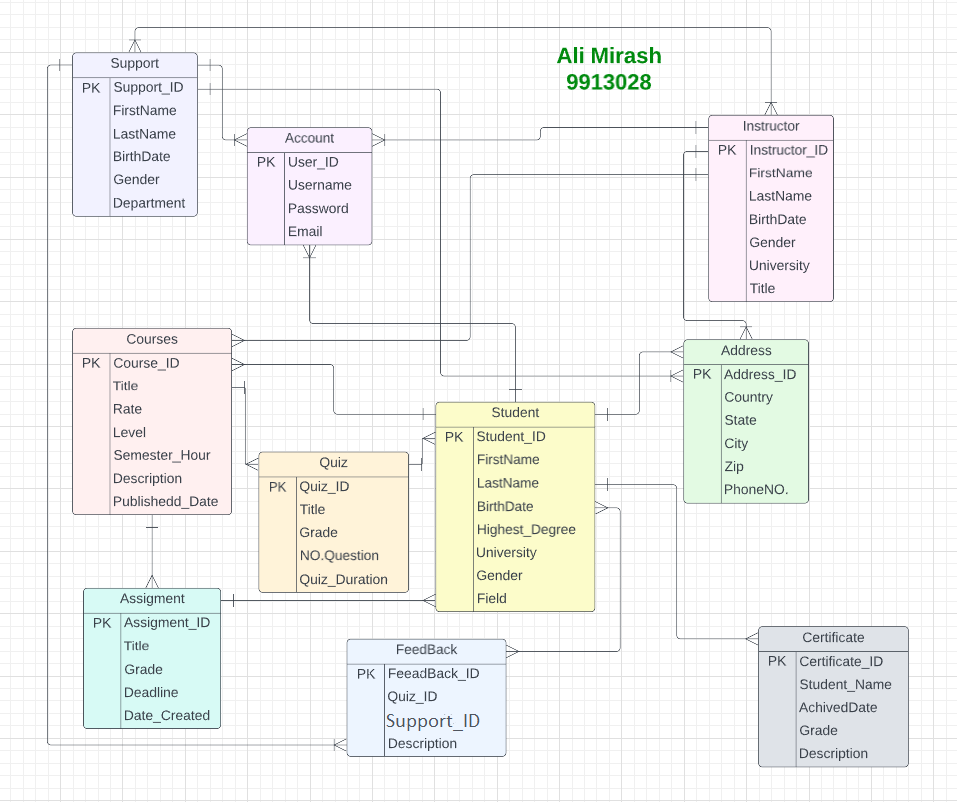 Ali Mirash
9913028
Support
PK Support_ID
FirstName
LastName
BirthDate
Gender
Department
Account
PK User_ID
Username
Password
Email
Instructor
PK Instructor_ID
FirstName
LastName
BirthDate
Gender
University
Title
Courses
PK Course_ID
Title
Rate
Level
Semester_Hour
Description
Publishedd_Date
Address
PK Address_ID
Country
State
City
Zip
PhoneNO.
Student
PK Student_ID
FirstName
LastName
BirthDate
Highest_Degree
University
Gender
Field
Quiz
PK Quiz_ID
Title
Grade
NO.Question
Quiz_Duration
Assigment
PK Assigment_ID
Title
Grade
Deadline
Date_Created
FeedBack
PK FeeadBack_ID
Quiz_ID
Support_ID
Description
Certificate
PK Certificate_ID
Student_Name
AchivedDate
Grade
Description